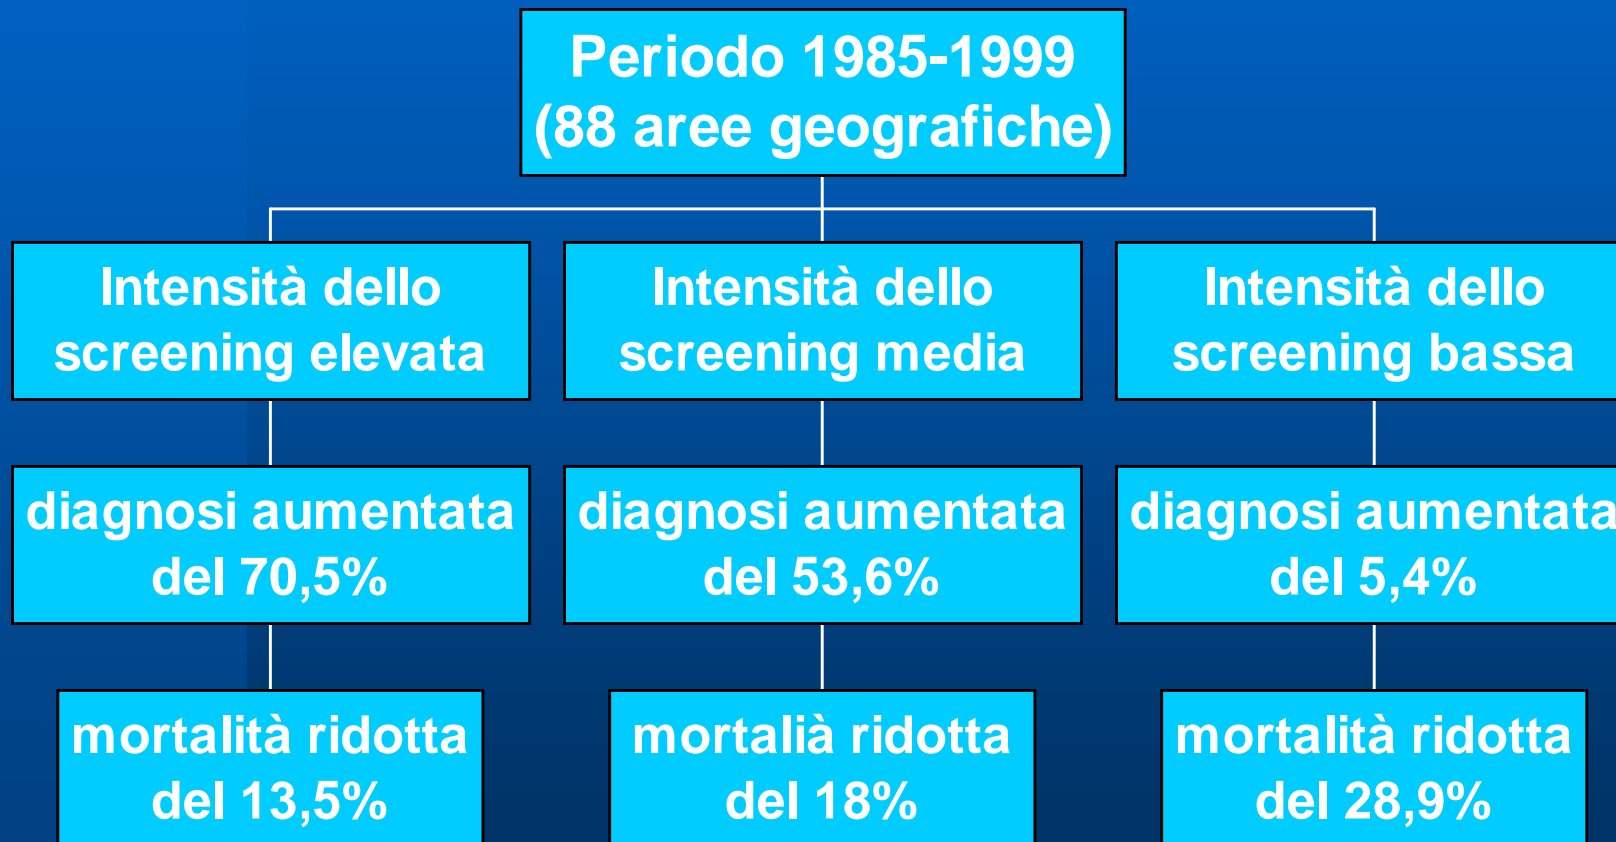 Periodo 1985-1999
(88 aree geografiche)
Intensità dello
screening elevata
Intensità dello
screening media
Intensità dello
screening bassa
diagnosi aumentata
del 70,5%
diagnosi aumentata
del 53,6%
diagnosi aumentata
del 5,4%
mortalità ridotta
del 13,5%
mortalià ridotta
del 18%
mortalità ridotta
del 28,9%